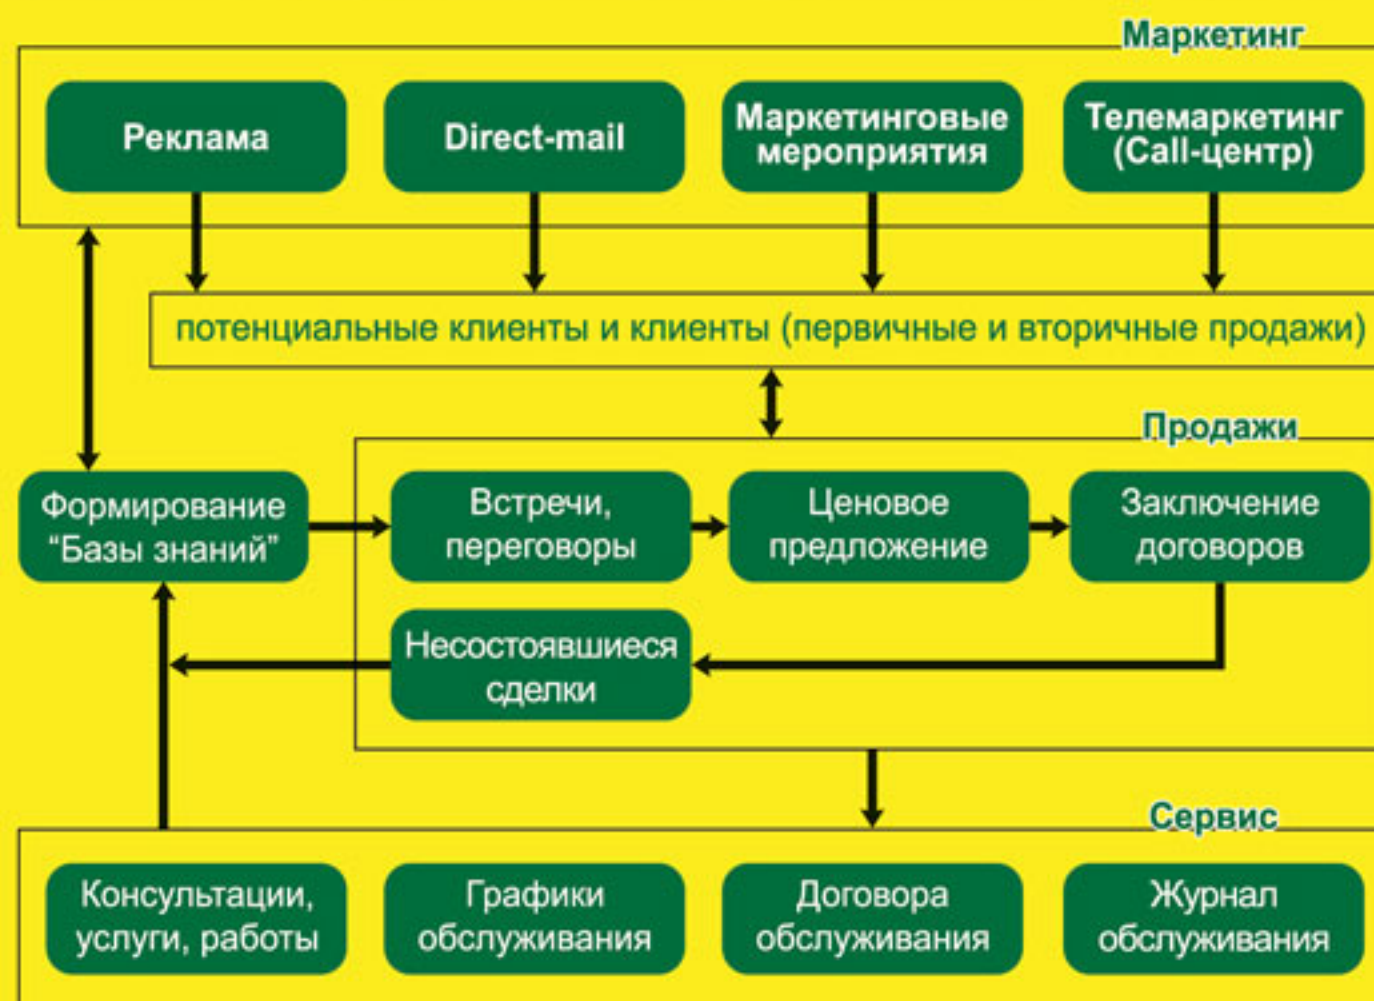 Маркетинг
Реклама
Direct-mail
Маркетинговые
мероприятия
Телемаркетинг
(Call-центр)
потенциальные клиенты и клиенты (первичные и вторичные продажи)
Продажи
Формирование
“Базы знаний”
Встречи,
переговоры
Ценовое
предложение
Заключение
договоров
Несостоявшиеся
сделки
Сервис
Консультации,
услуги, работы
Графики
обслуживания
Договора
обслуживания
Журнал
обслуживания